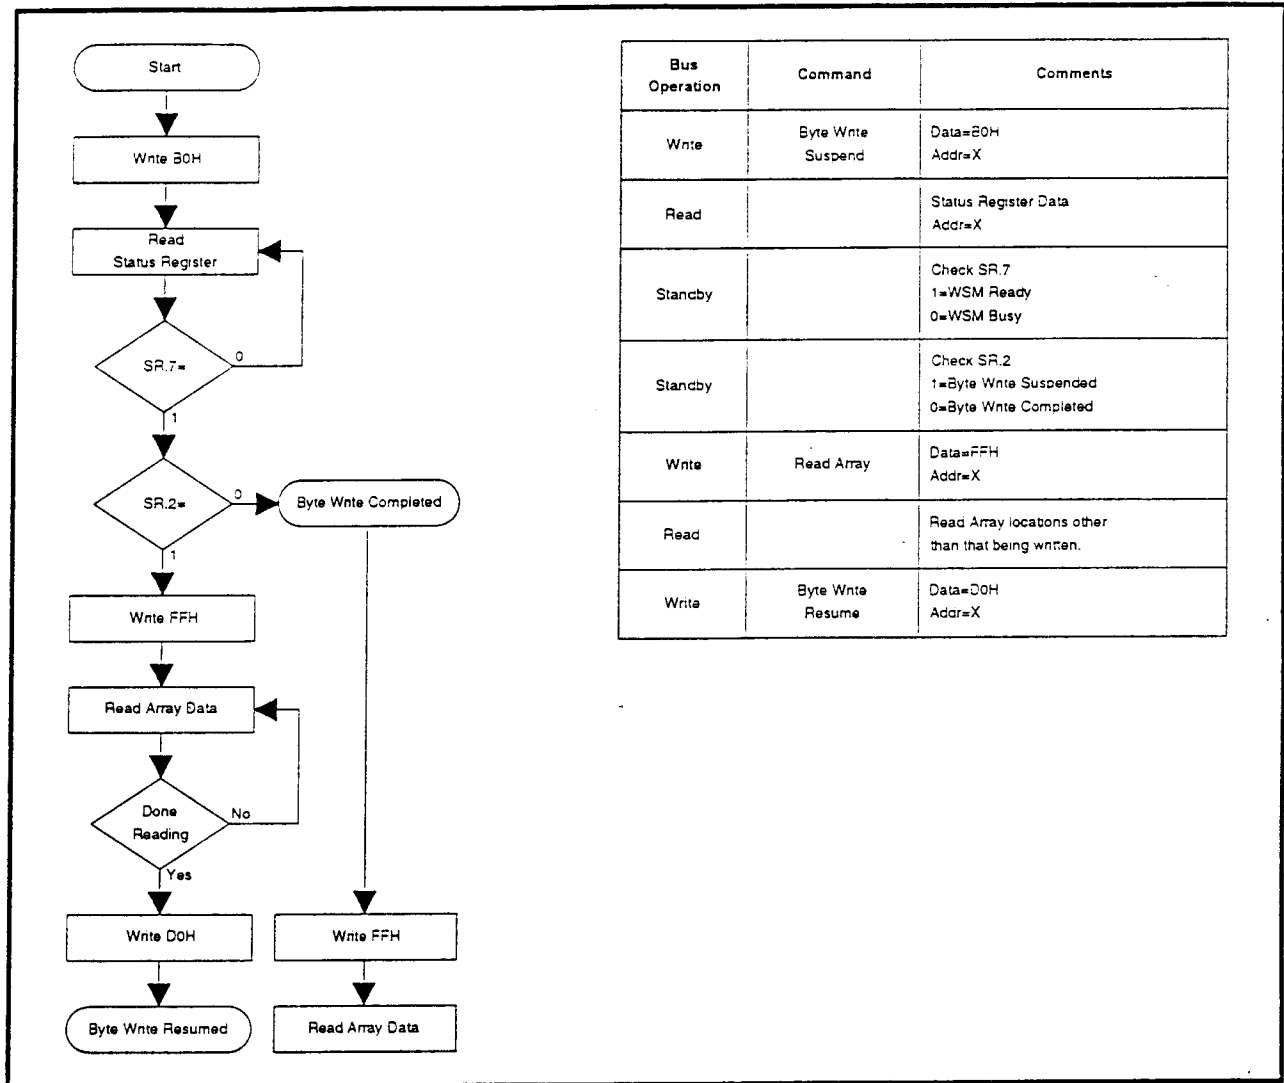 Start
Write B0H
Read
Status Register
SR.7=
0
1
SR.2=
0
Byte Write Completed
1
Write FFH
Read Array Data
Done
Reading
No
Yes
Write D0H
Write FFH
Byte Write Resumed
Read Array Data
Bus
Operation
Command
Comments
Write
Byte Write
Suspend
Data=B0H
Addr=X
Read
Status Register Data
Addr=X
Standby
Check SR.7
1=WSM Ready
0=WSM Busy
Standby
Check SR.2
1=Byte Write Suspended
0=Byte Write Completed
Write
Read Array
Data=FFH
Addr=X
Read
Read Array locations other
than that being written.
Write
Byte Write
Resume
Data=D0H
Addr=X